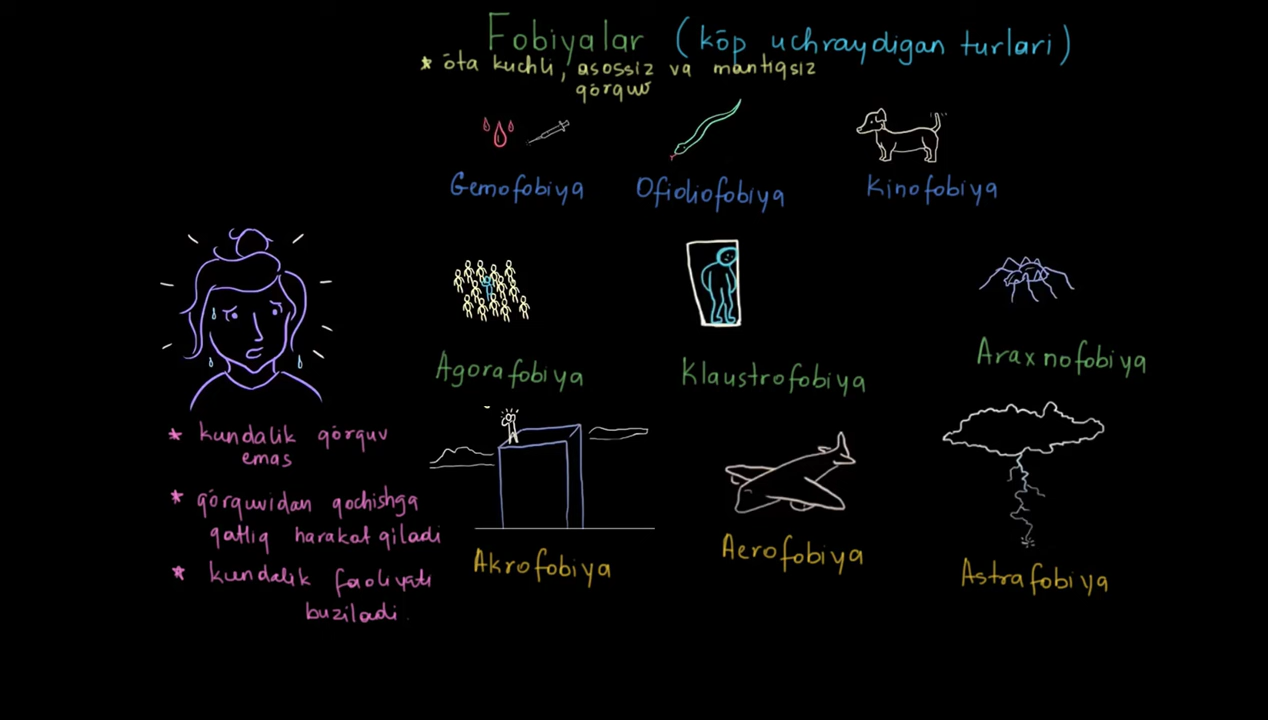 Fobiyalar (kōp uchraydigan turlari)
* ōta kuchli, asossiz va mantiqsiz
qōrquv
Gemofobiya Ofidiofobiya Kinofobiya
Agorafobiya Klaustrofobiya Araxnofobiya
* kundalik qōrquv
emas
* qōrquvidan qochishga
qattiq harakat qiladi
* kundalik faoliyati
buziladi.
Akrofobiya Aerofobiya Astrafobiya